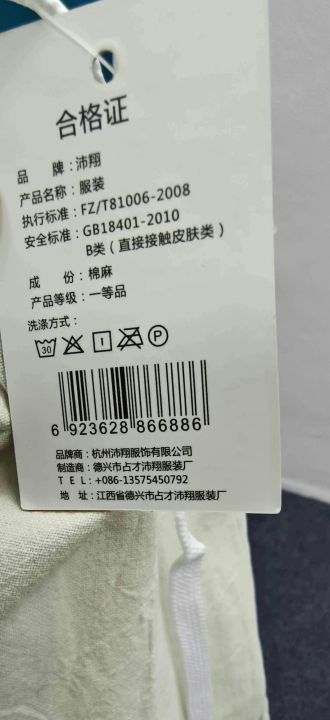 合格证
品 牌：沛翔
产品名称：服装
执行标准：FZ/T81006-2008
安全标准：GB18401-2010
B类（直接接触皮肤类）
成 份：棉麻
产品等级：一等品
洗涤方式：
30 P
6 923628 866886
品牌商：杭州沛翔服饰有限公司
制造商：德兴市占才沛翔服装厂
T E L：+086-13575450792
地 址：江西省德兴市占才沛翔服装厂